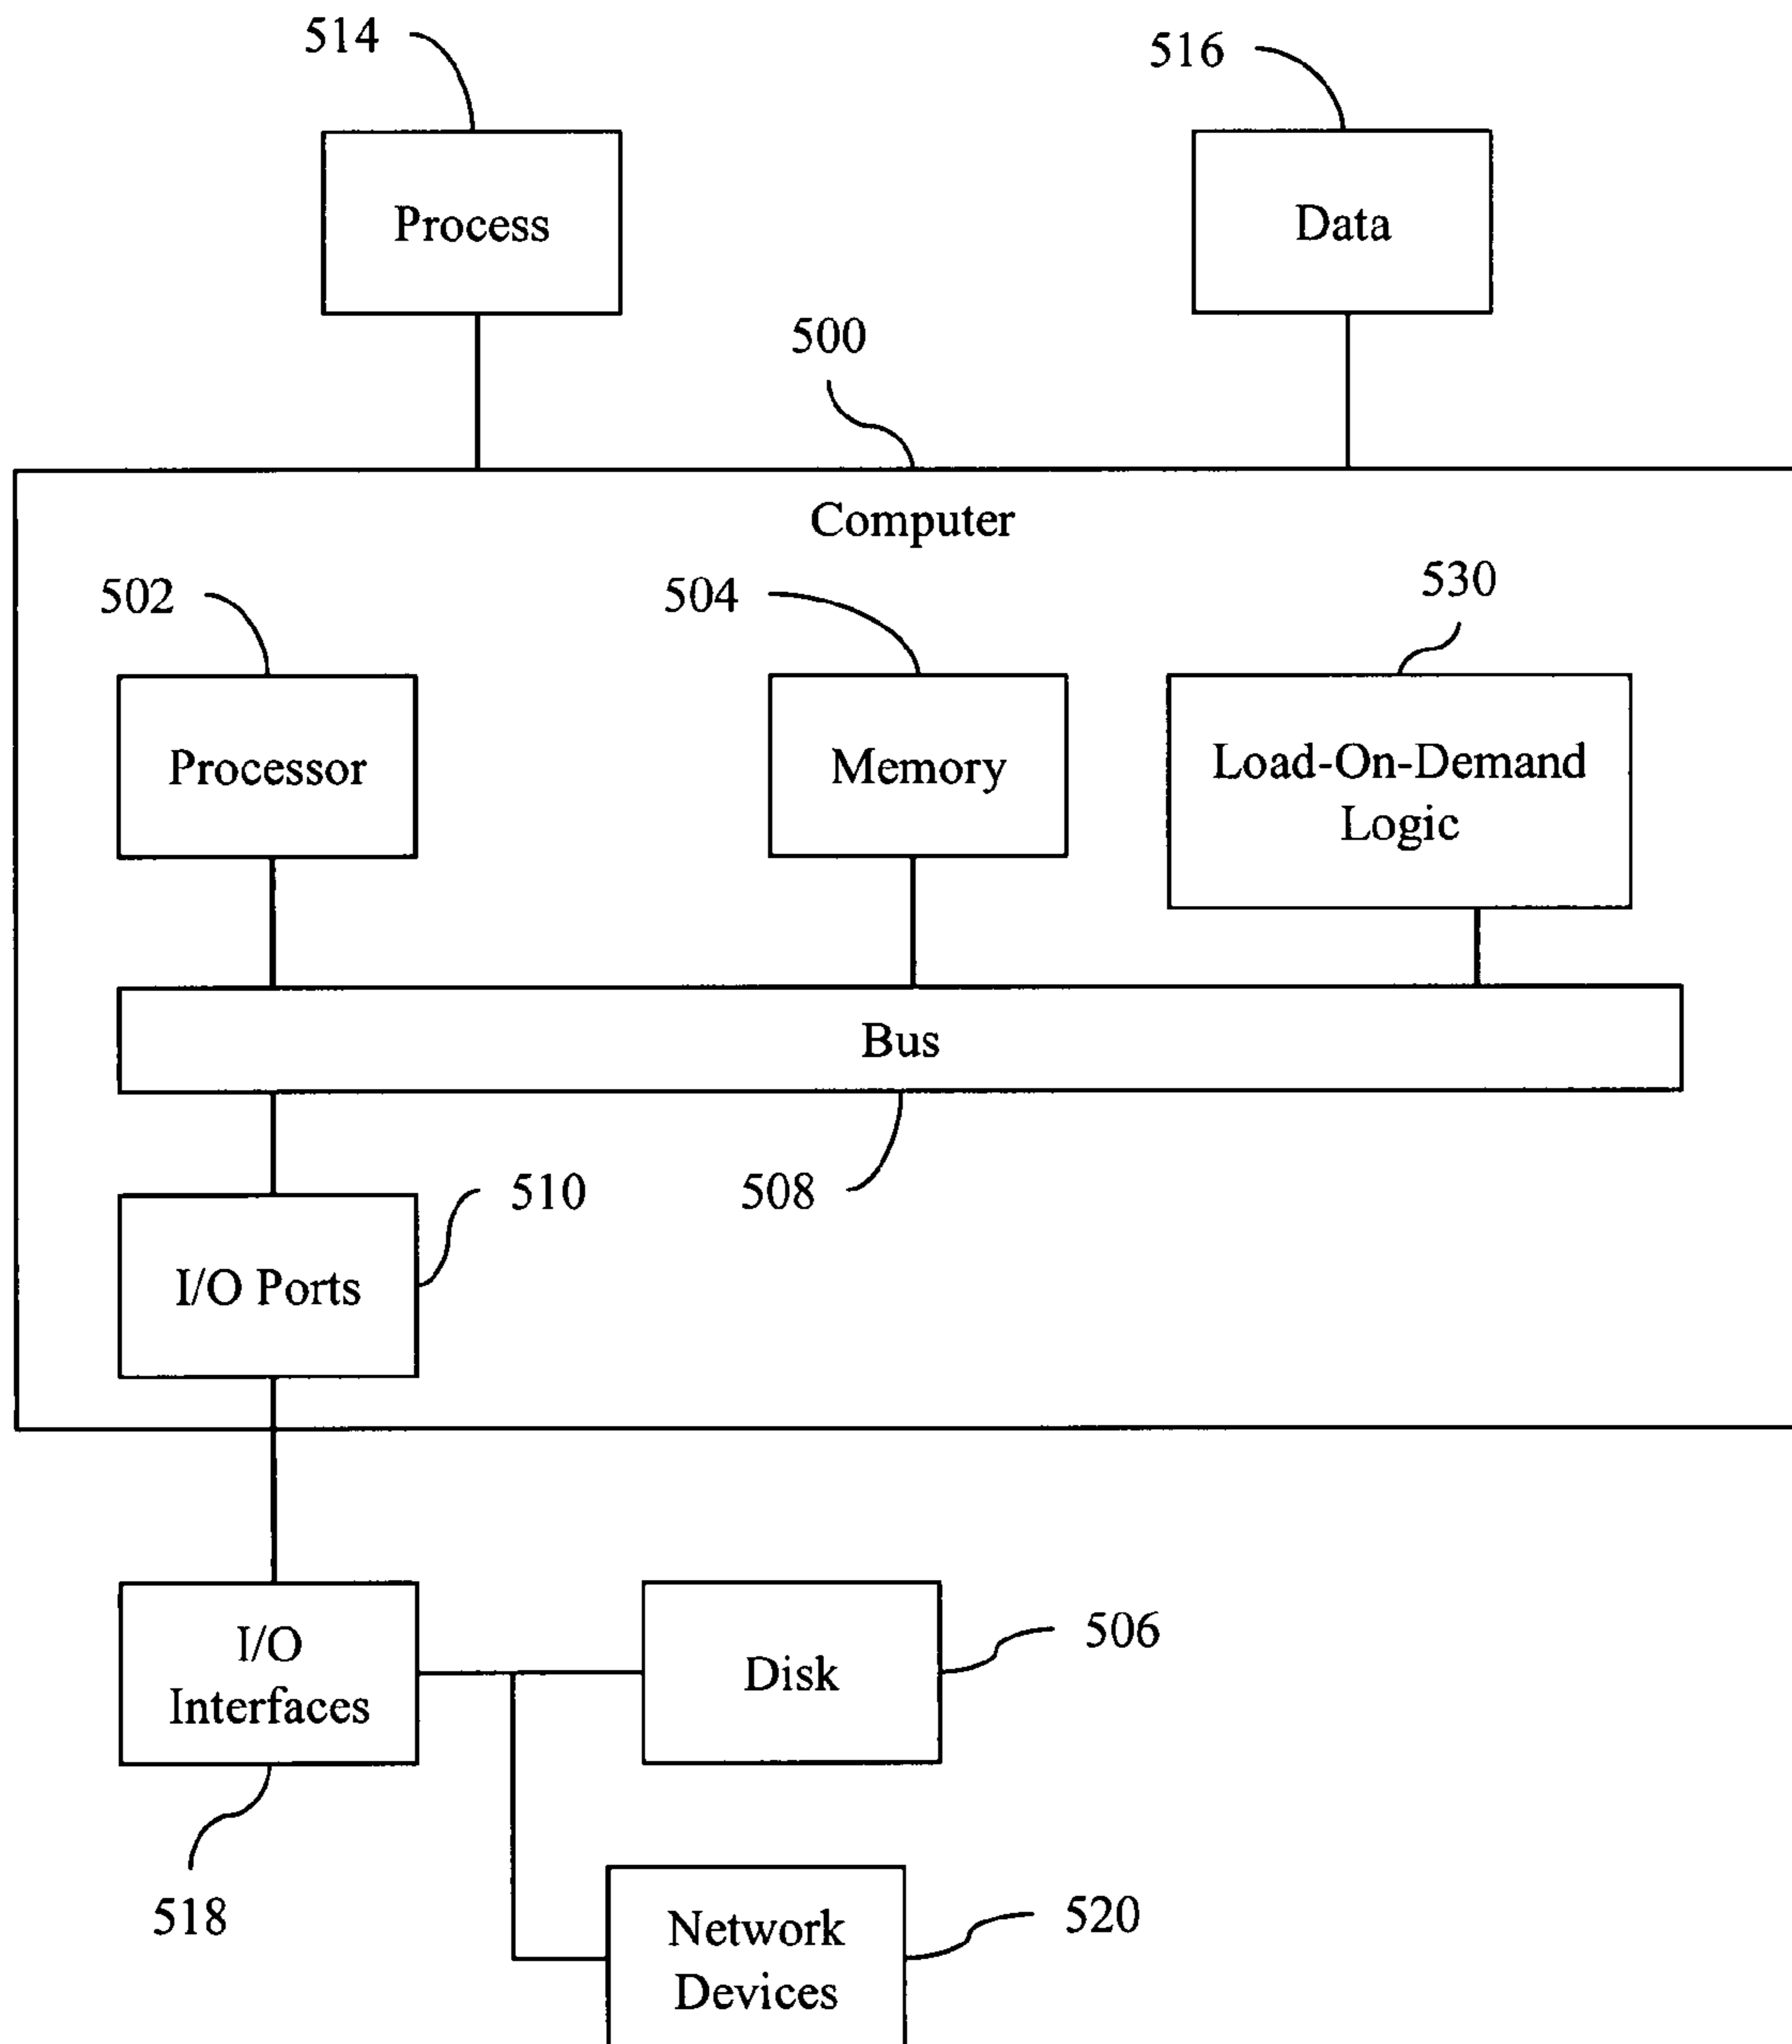 514
516
Process
Data
500
Computer
502
504
530
Processor
Memory
Load-On-Demand
Logic
Bus
510
508
I/O Ports
I/O
Interfaces
Disk
506
518
Network
Devices
520